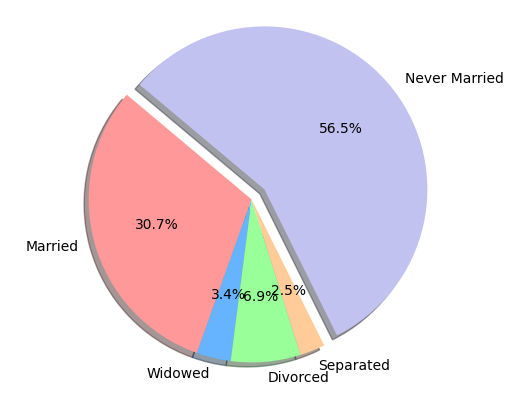 Never Married
56.5%
30.7%
Married
3.4%
6.9%
2.5%
Widowed
Divorced
Separated